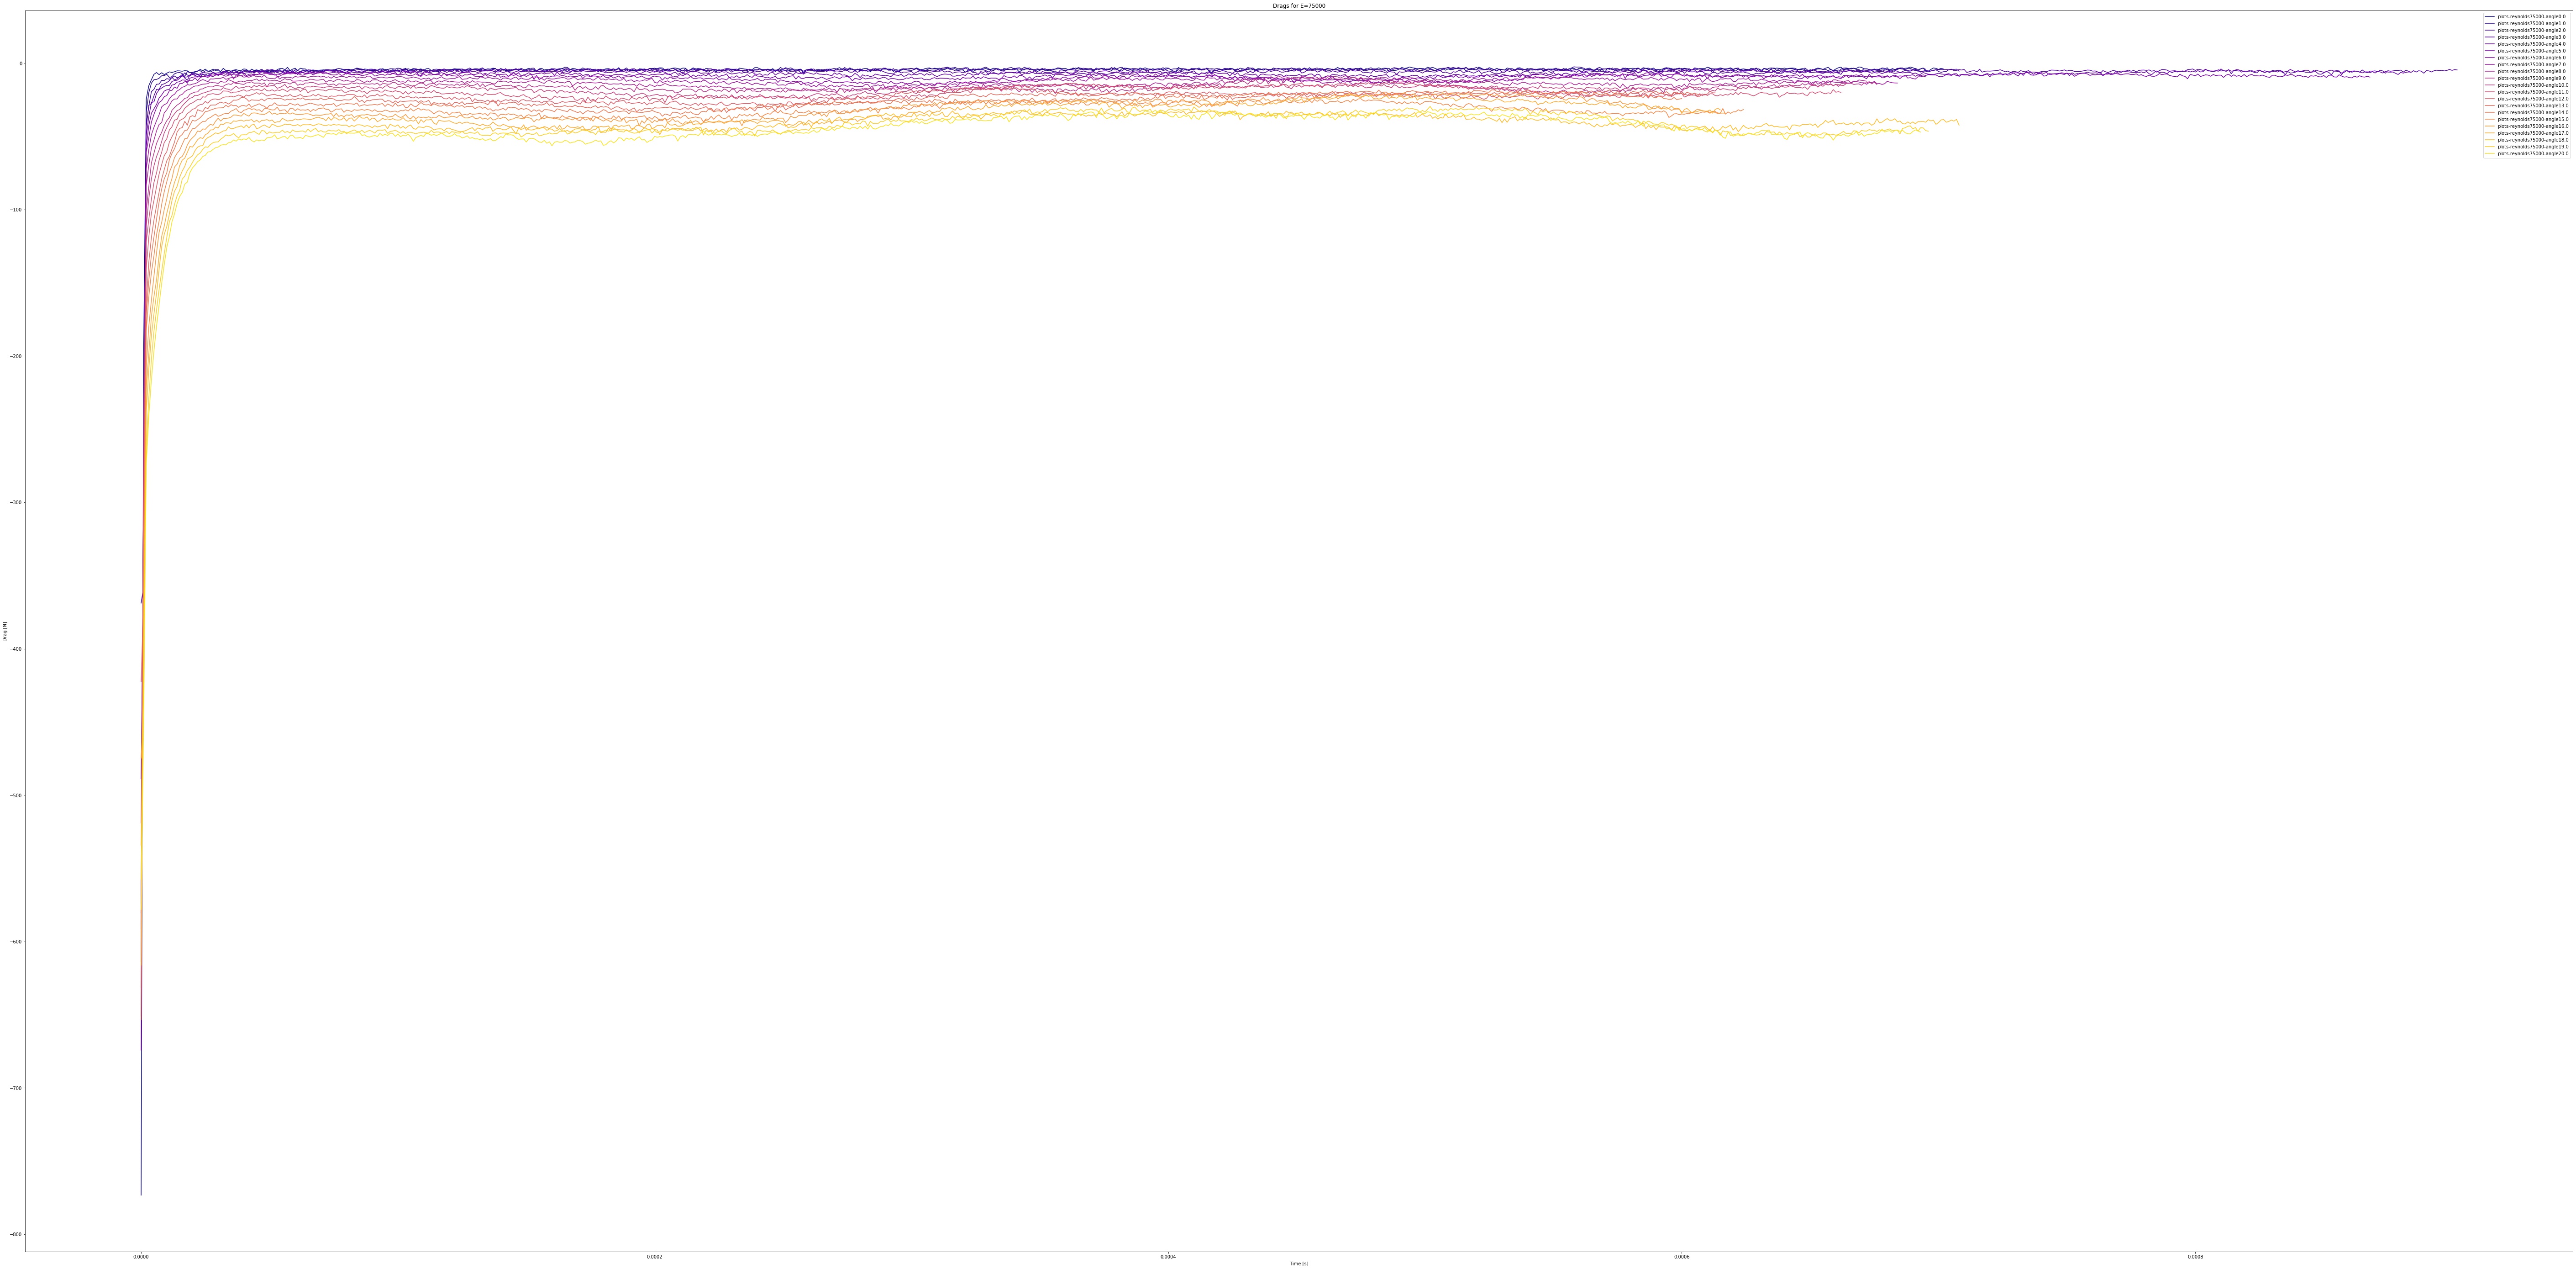 Drags for E=75000
plots-reynolds75000-angle0.0
plots-reynolds75000-angle1.0
plots-reynolds75000-angle2.0
plots-reynolds75000-angle3.0
plots-reynolds75000-angle4.0
plots-reynolds75000-angle5.0
plots-reynolds75000-angle6.0
plots-reynolds75000-angle7.0
plots-reynolds75000-angle8.0
plots-reynolds75000-angle9.0
plots-reynolds75000-angle10.0
plots-reynolds75000-angle11.0
plots-reynolds75000-angle12.0
plots-reynolds75000-angle13.0
plots-reynolds75000-angle14.0
plots-reynolds75000-angle15.0
plots-reynolds75000-angle16.0
plots-reynolds75000-angle17.0
plots-reynolds75000-angle18.0
plots-reynolds75000-angle19.0
plots-reynolds75000-angle20.0
0
−100
−200
−300
−400
−500
−600
−700
−800
Drag [N]
0.0000
0.0002
0.0004
0.0006
0.0008
Time [s]